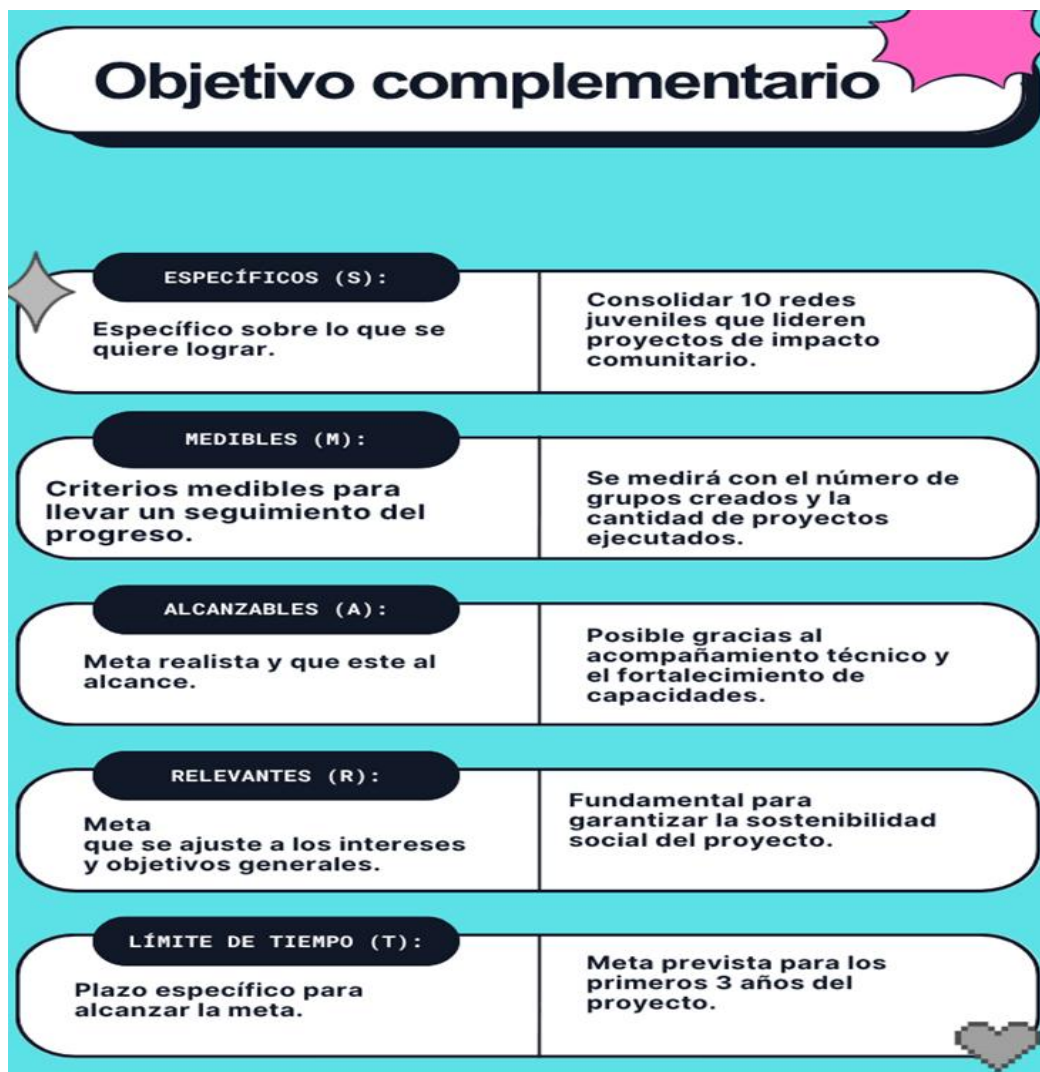 Objetivo complementario
ESPECÍFICOS (S):
Específico sobre lo que se
quiere lograr.
Consolidar 10 redes
juveniles que lideren
proyectos de impacto
comunitario.
MEDIBLES (M):
Criterios medibles para
llevar un seguimiento del
progreso.
Se medirá con el número de
grupos creados y la
cantidad de proyectos
ejecutados.
ALCANZABLES (A):
Meta realista y que este al
alcance.
Posible gracias al
acompañamiento técnico y
el fortalecimiento de
capacidades.
RELEVANTES (R):
Meta
que se ajuste a los intereses
y objetivos generales.
Fundamental para
garantizar la sostenibilidad
social del proyecto.
LÍMITE DE TIEMPO (T):
Plazo específico para
alcanzar la meta.
Meta prevista para los
primeros 3 años del
proyecto.